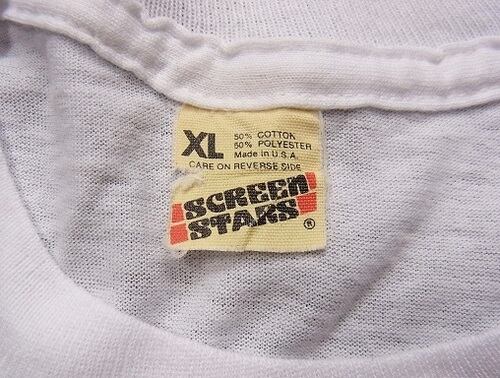 XL 50% COTTON
50% POLYESTER
Made in U.S.A.
CARE ON REVERSE SIDE
SCREEN
STARS ®